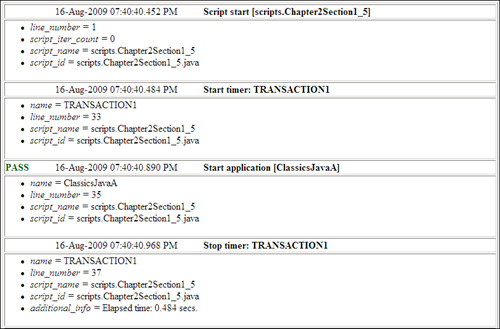 16-Aug-2009 07:40:40.452 PM Script start [scripts.Chapter2Section1_5]
line_number = 1
script_iter_count = 0
script_name = scripts.Chapter2Section1_5
script_id = scripts.Chapter2Section1_5.java
16-Aug-2009 07:40:40.484 PM Start timer: TRANSACTION1
name = TRANSACTION1
line_number = 33
script_name = scripts.Chapter2Section1_5
script_id = scripts.Chapter2Section1_5.java
PASS 16-Aug-2009 07:40:40.890 PM Start application [ClassicsJavaA]
name = ClassicsJavaA
line_number = 35
script_name = scripts.Chapter2Section1_5
script_id = scripts.Chapter2Section1_5.java
16-Aug-2009 07:40:40.968 PM Stop timer: TRANSACTION1
name = TRANSACTION1
line_number = 37
script_name = scripts.Chapter2Section1_5
script_id = scripts.Chapter2Section1_5.java
additional_info = Elapsed time: 0.484 secs.